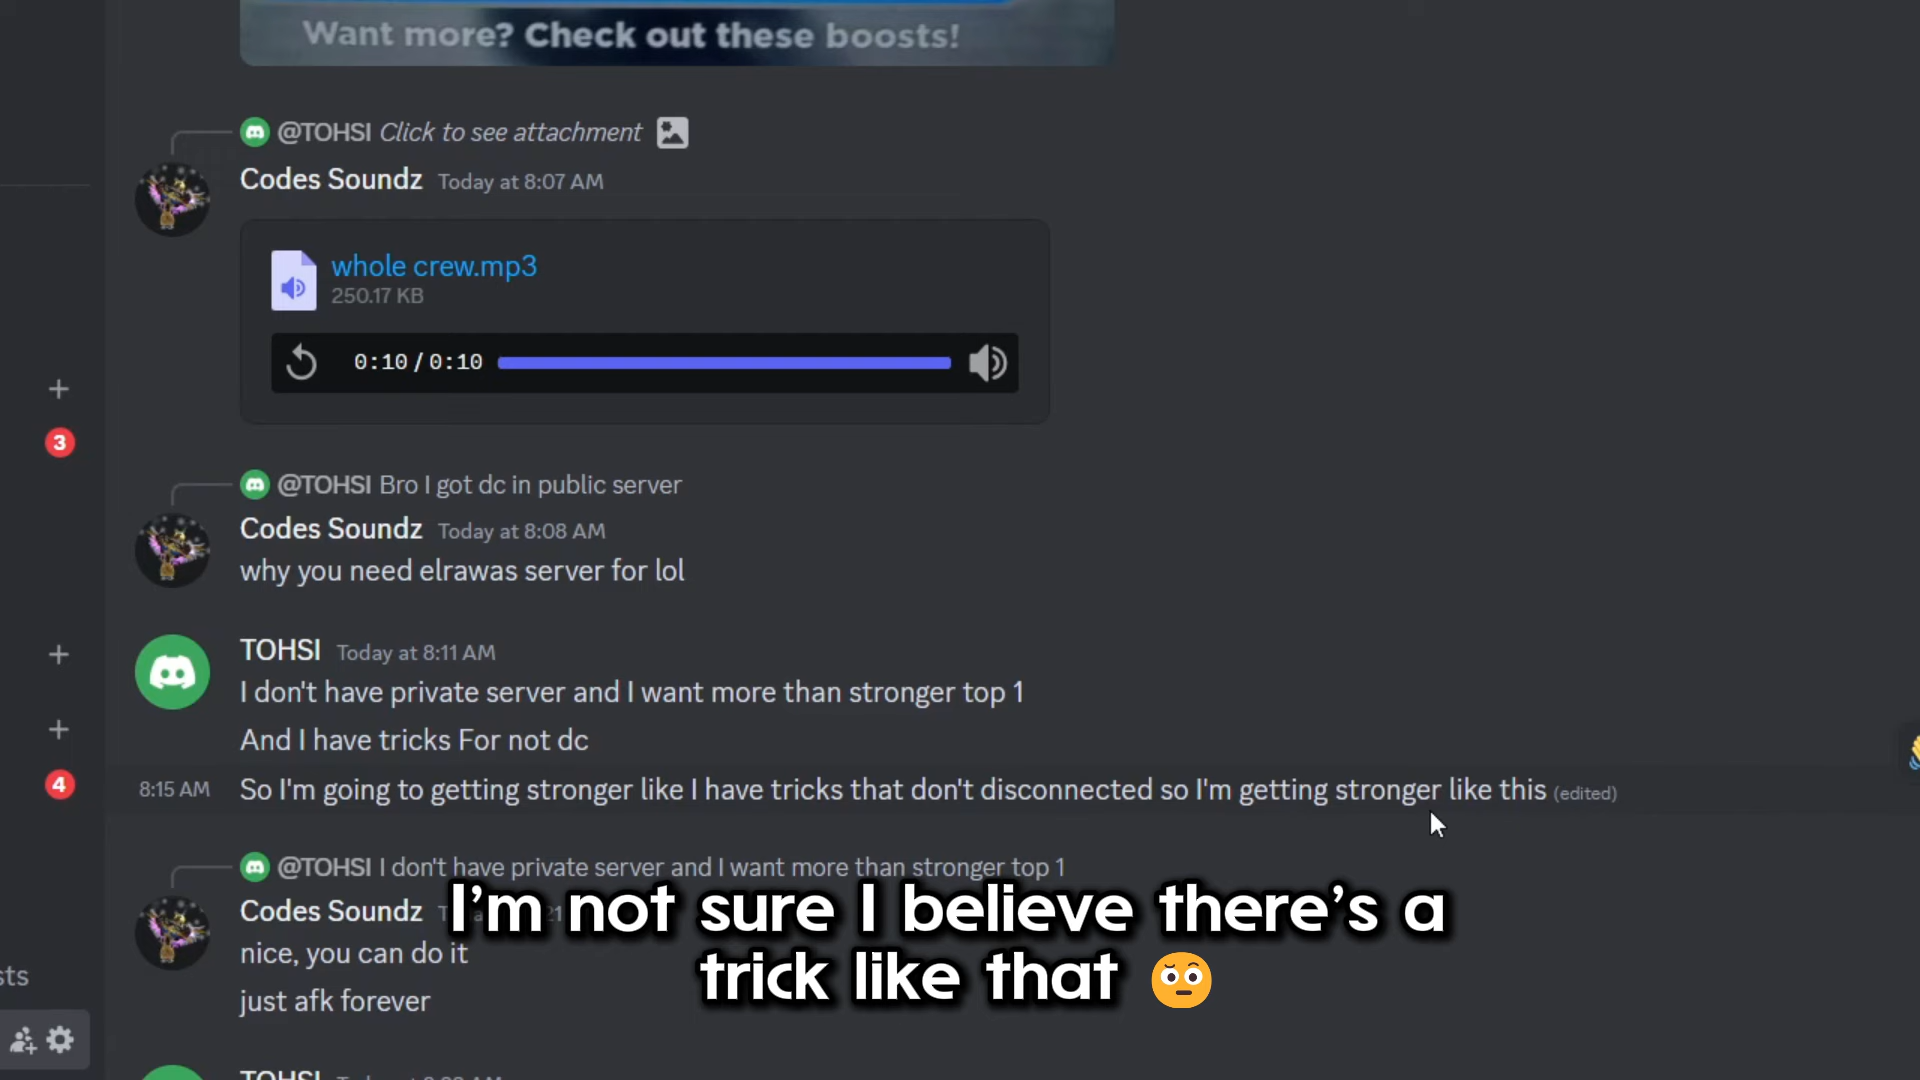 Want more? Check out these boosts!
@TOHSI Click to see attachment
Codes Soundz Today at 8:07 AM
whole crew.mp3
250.17 KB
0:10 / 0:10
3
@TOHSI Bro I got dc in public server
Codes Soundz Today at 8:08 AM
why you need elrawas server for lol
TOHSI Today at 8:11 AM
I don't have private server and I want more than stronger top 1
And I have tricks For not dc
4
8:15 AM So I'm going to getting stronger like I have tricks that don't disconnected so I'm getting stronger like this (edited)
@TOHSI I don't have private server and I want more than stronger top 1
Codes Soundz
I'm not sure I believe there's a
nice, you can do it
trick like that 🤨
sts
just afk forever
TOHSI